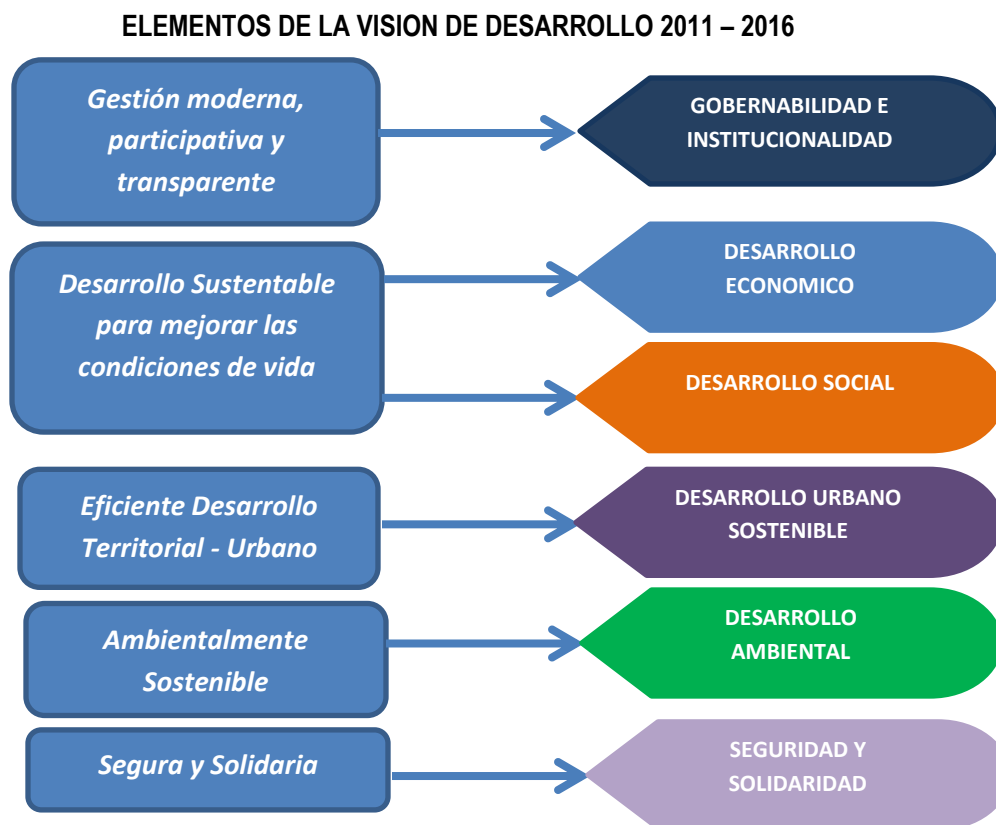 ELEMENTOS DE LA VISION DE DESARROLLO 2011 – 2016
Gestión moderna,
participativa y
transparente
GOBERNABILIDAD E
INSTITUCIONALIDAD
Desarrollo Sustentable
para mejorar las
condiciones de vida
DESARROLLO
ECONOMICO
DESARROLLO SOCIAL
Eficiente Desarrollo
Territorial - Urbano
DESARROLLO URBANO
SOSTENIBLE
Ambientalmente
Sostenible
DESARROLLO
AMBIENTAL
Segura y Solidaria
SEGURIDAD Y
SOLIDARIDAD